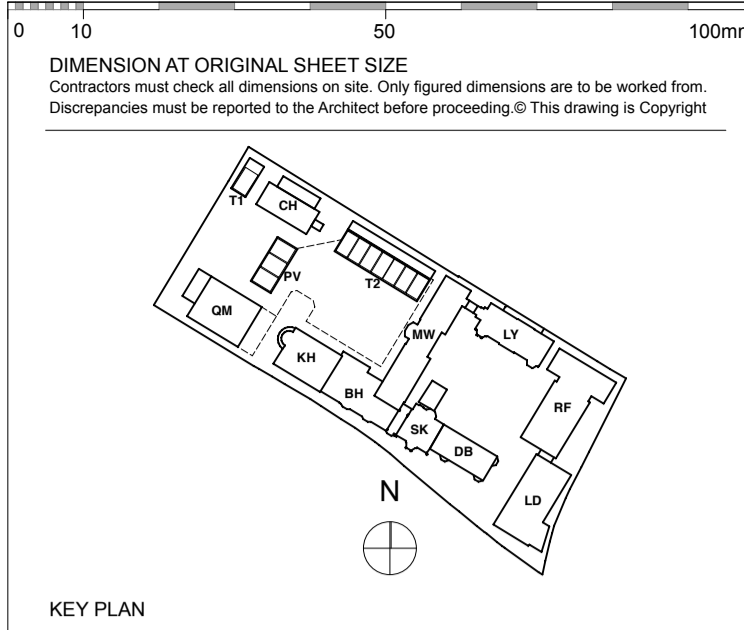 0 10 50 100mm
DIMENSION AT ORIGINAL SHEET SIZE
Contractors must check all dimensions on site. Only figured dimensions are to be worked from.
Discrepancies must be reported to the Architect before proceeding.© This drawing is Copyright
T1
CH
PV
T2
QM
MW
LY
KH
BH
RF
SK
DB
LD
N
KEY PLAN